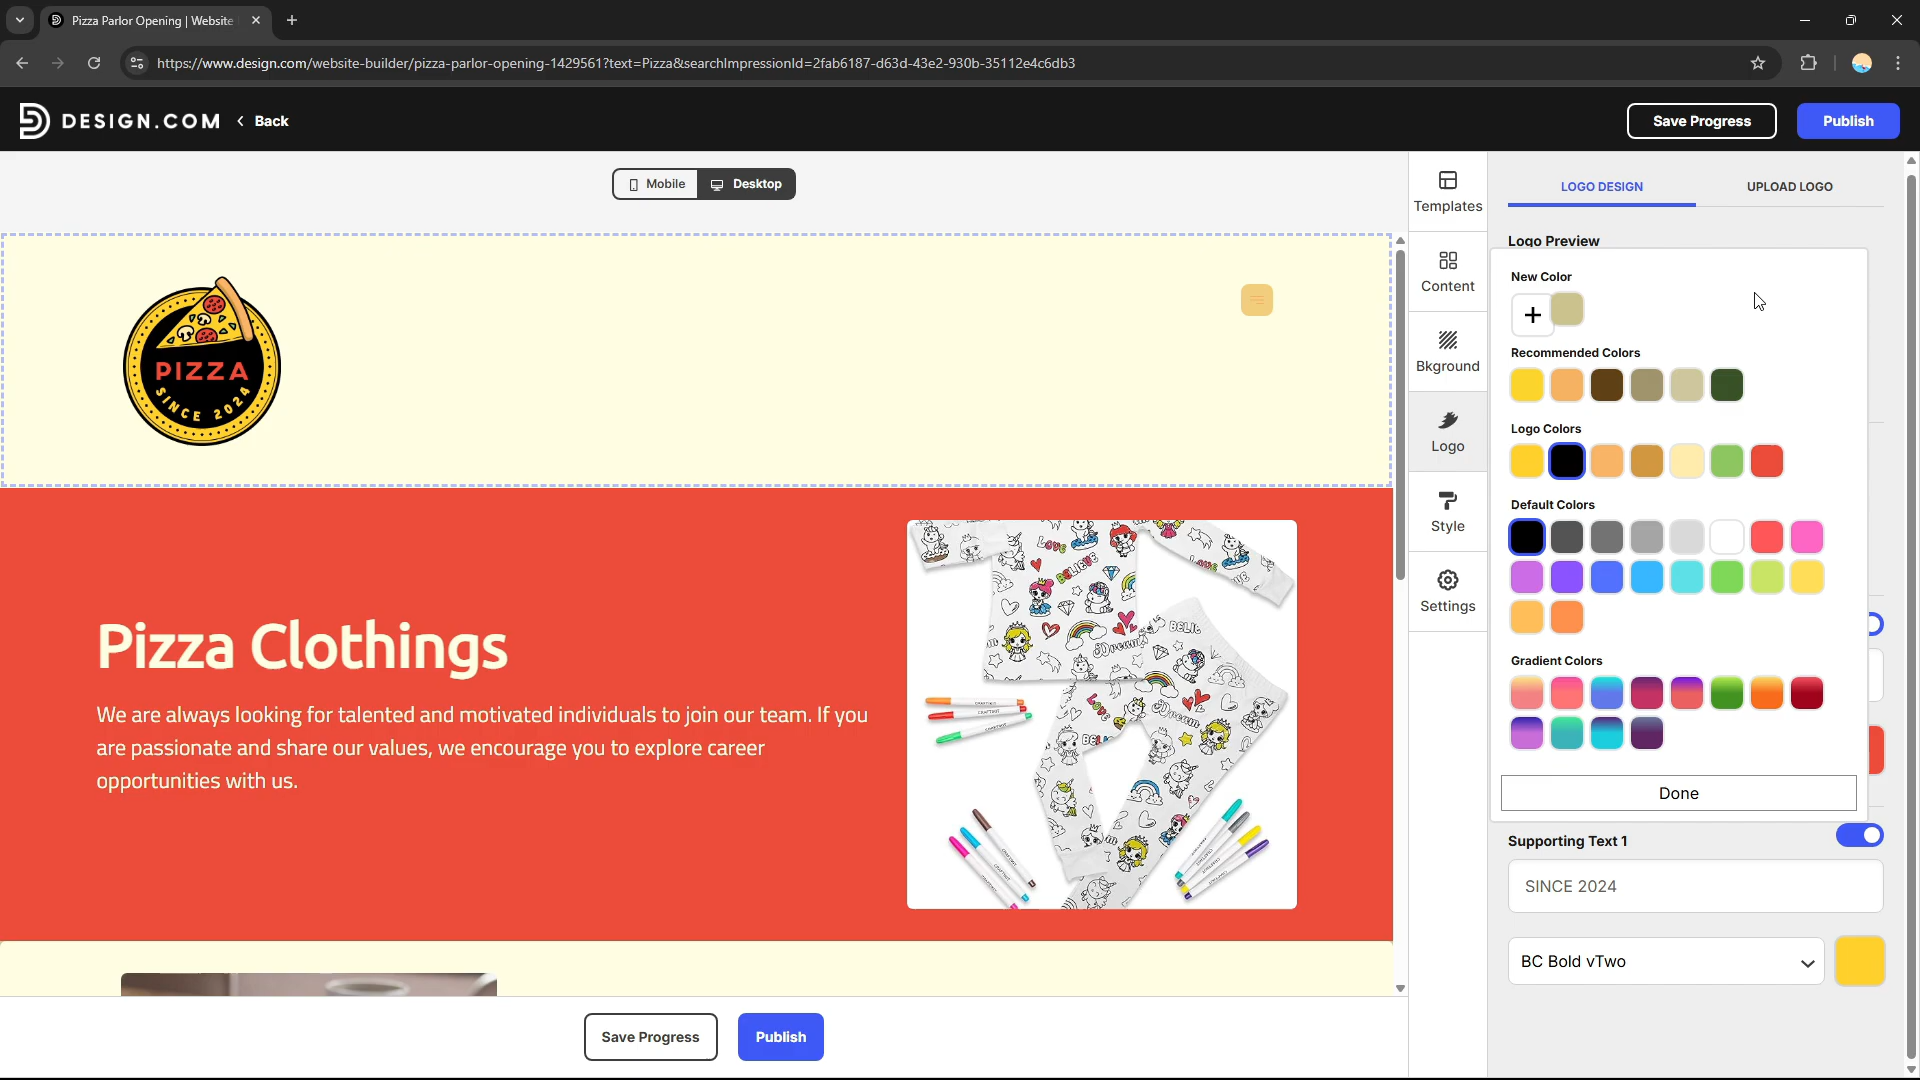 Pizza Parlor Opening | Website
https://www.design.com/website-builder/pizza-parlor-opening-1429561?text=Pizza&searchImpressionId=2fab6187-d63d-43e2-930b-35112e4c6db3
DESIGN.COM
Back
Save Progress
Publish
Mobile
Desktop
PIZZA
SINCE 2024
Pizza Clothings
We are always looking for talented and motivated individuals to join our team. If you
are passionate and share our values, we encourage you to explore career
opportunities with us.
LOVE
BELIEVE
Dream
Save Progress
Publish
Templates
Content
Bkground
Logo
Style
Settings
LOGO DESIGN
UPLOAD LOGO
Logo Preview
New Color
Recommended Colors
Logo Colors
Default Colors
Gradient Colors
Done
Supporting Text 1
SINCE 2024
BC Bold vTwo